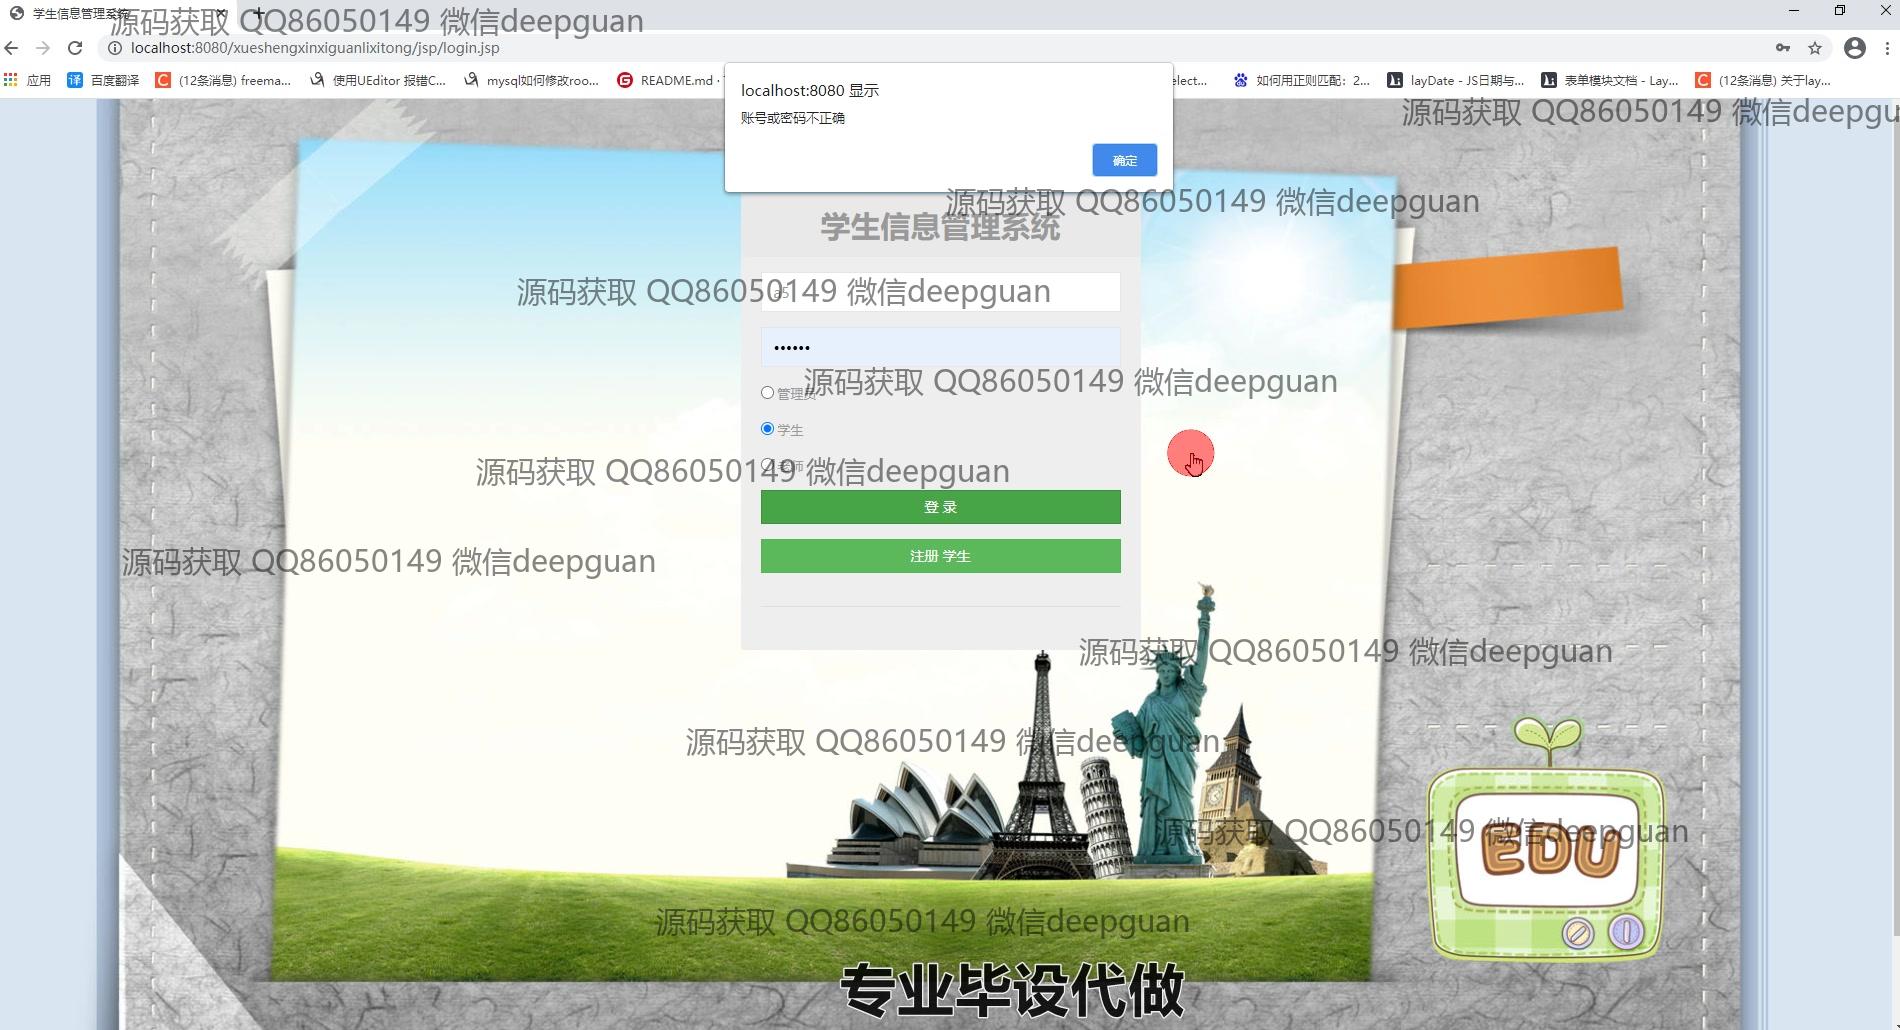 学生信息管理系统
源码获取 QQ86050149 微信deepguan
localhost:8080/xueshengxinxiguanlixitong/jsp/login.jsp
应用
译 百度翻译
C (12条消息) freema...
使用UEditor 报错C...
mysql如何修改roo...
G README.md ·
elect...
如何用正则匹配：2...
layDate - JS日期与...
表单模块文档 - Lay...
C (12条消息) 关于lay...
localhost:8080 显示
账号或密码不正确
确定
源码获取 QQ86050149 微信deepgu
源码获取 QQ86050149 微信deepguan
学生信息管理系统
源码获取 QQ86050149 微信deepguan
a5
••••••
源码获取 QQ86050149 微信deepguan
管理员
学生
源码获取 QQ86050149 微信deepguan
老师
登 录
注册 学生
源码获取 QQ86050149 微信deepguan
源码获取 QQ86050149 微信deepguan
源码获取 QQ86050149 微信deepguan
源码获取 QQ86050149 微信deepguan
EDU
源码获取 QQ86050149 微信deepguan
专业毕设代做